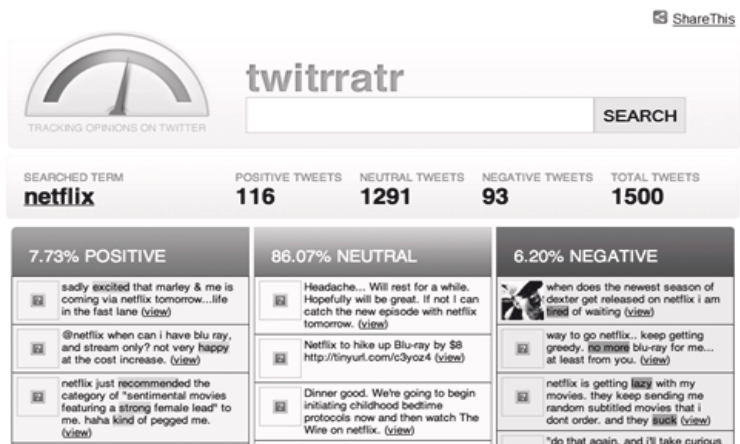 ShareThis
twitrratr
SEARCH
TRACKING OPINIONS ON TWITTER
SEARCHED TERM
netflix
POSITIVE TWEETS
116
NEUTRAL TWEETS
1291
NEGATIVE TWEETS
93
TOTAL TWEETS
1500
7.73% POSITIVE
sadly excited that marley & me is
coming via netflix tomorrow...life
in the fast lane (view)
@netflix when can i have blu ray,
and stream only? not very happy
at the cost increase. (view)
netflix just recommended the
category of "sentimental movies
featuring a strong female lead" to
me. haha kind of pegged me.
(view)
86.07% NEUTRAL
Headache... Will rest for a while.
Hopefully will be great. If not I can
catch the new episode with netflix
tomorrow. (view)
Netflix to hike up Blu-ray by $8
http://tinyurl.com/c3yoz4 (view)
Dinner good. We're going to begin
initiating childhood bedtime
protocols now and then watch The
Wire on netflix. (view)
6.20% NEGATIVE
when does the newest season of
dexter get released on netflix i am
tired of waiting (view)
way to go netflix.. keep getting
greedy. no more blu-ray for me...
at least from you. (view)
netflix is getting lazy with my
movies. they keep sending me
random subtitled movies that i
dont order. and they suck (view)
"do that again, and i'll take curious